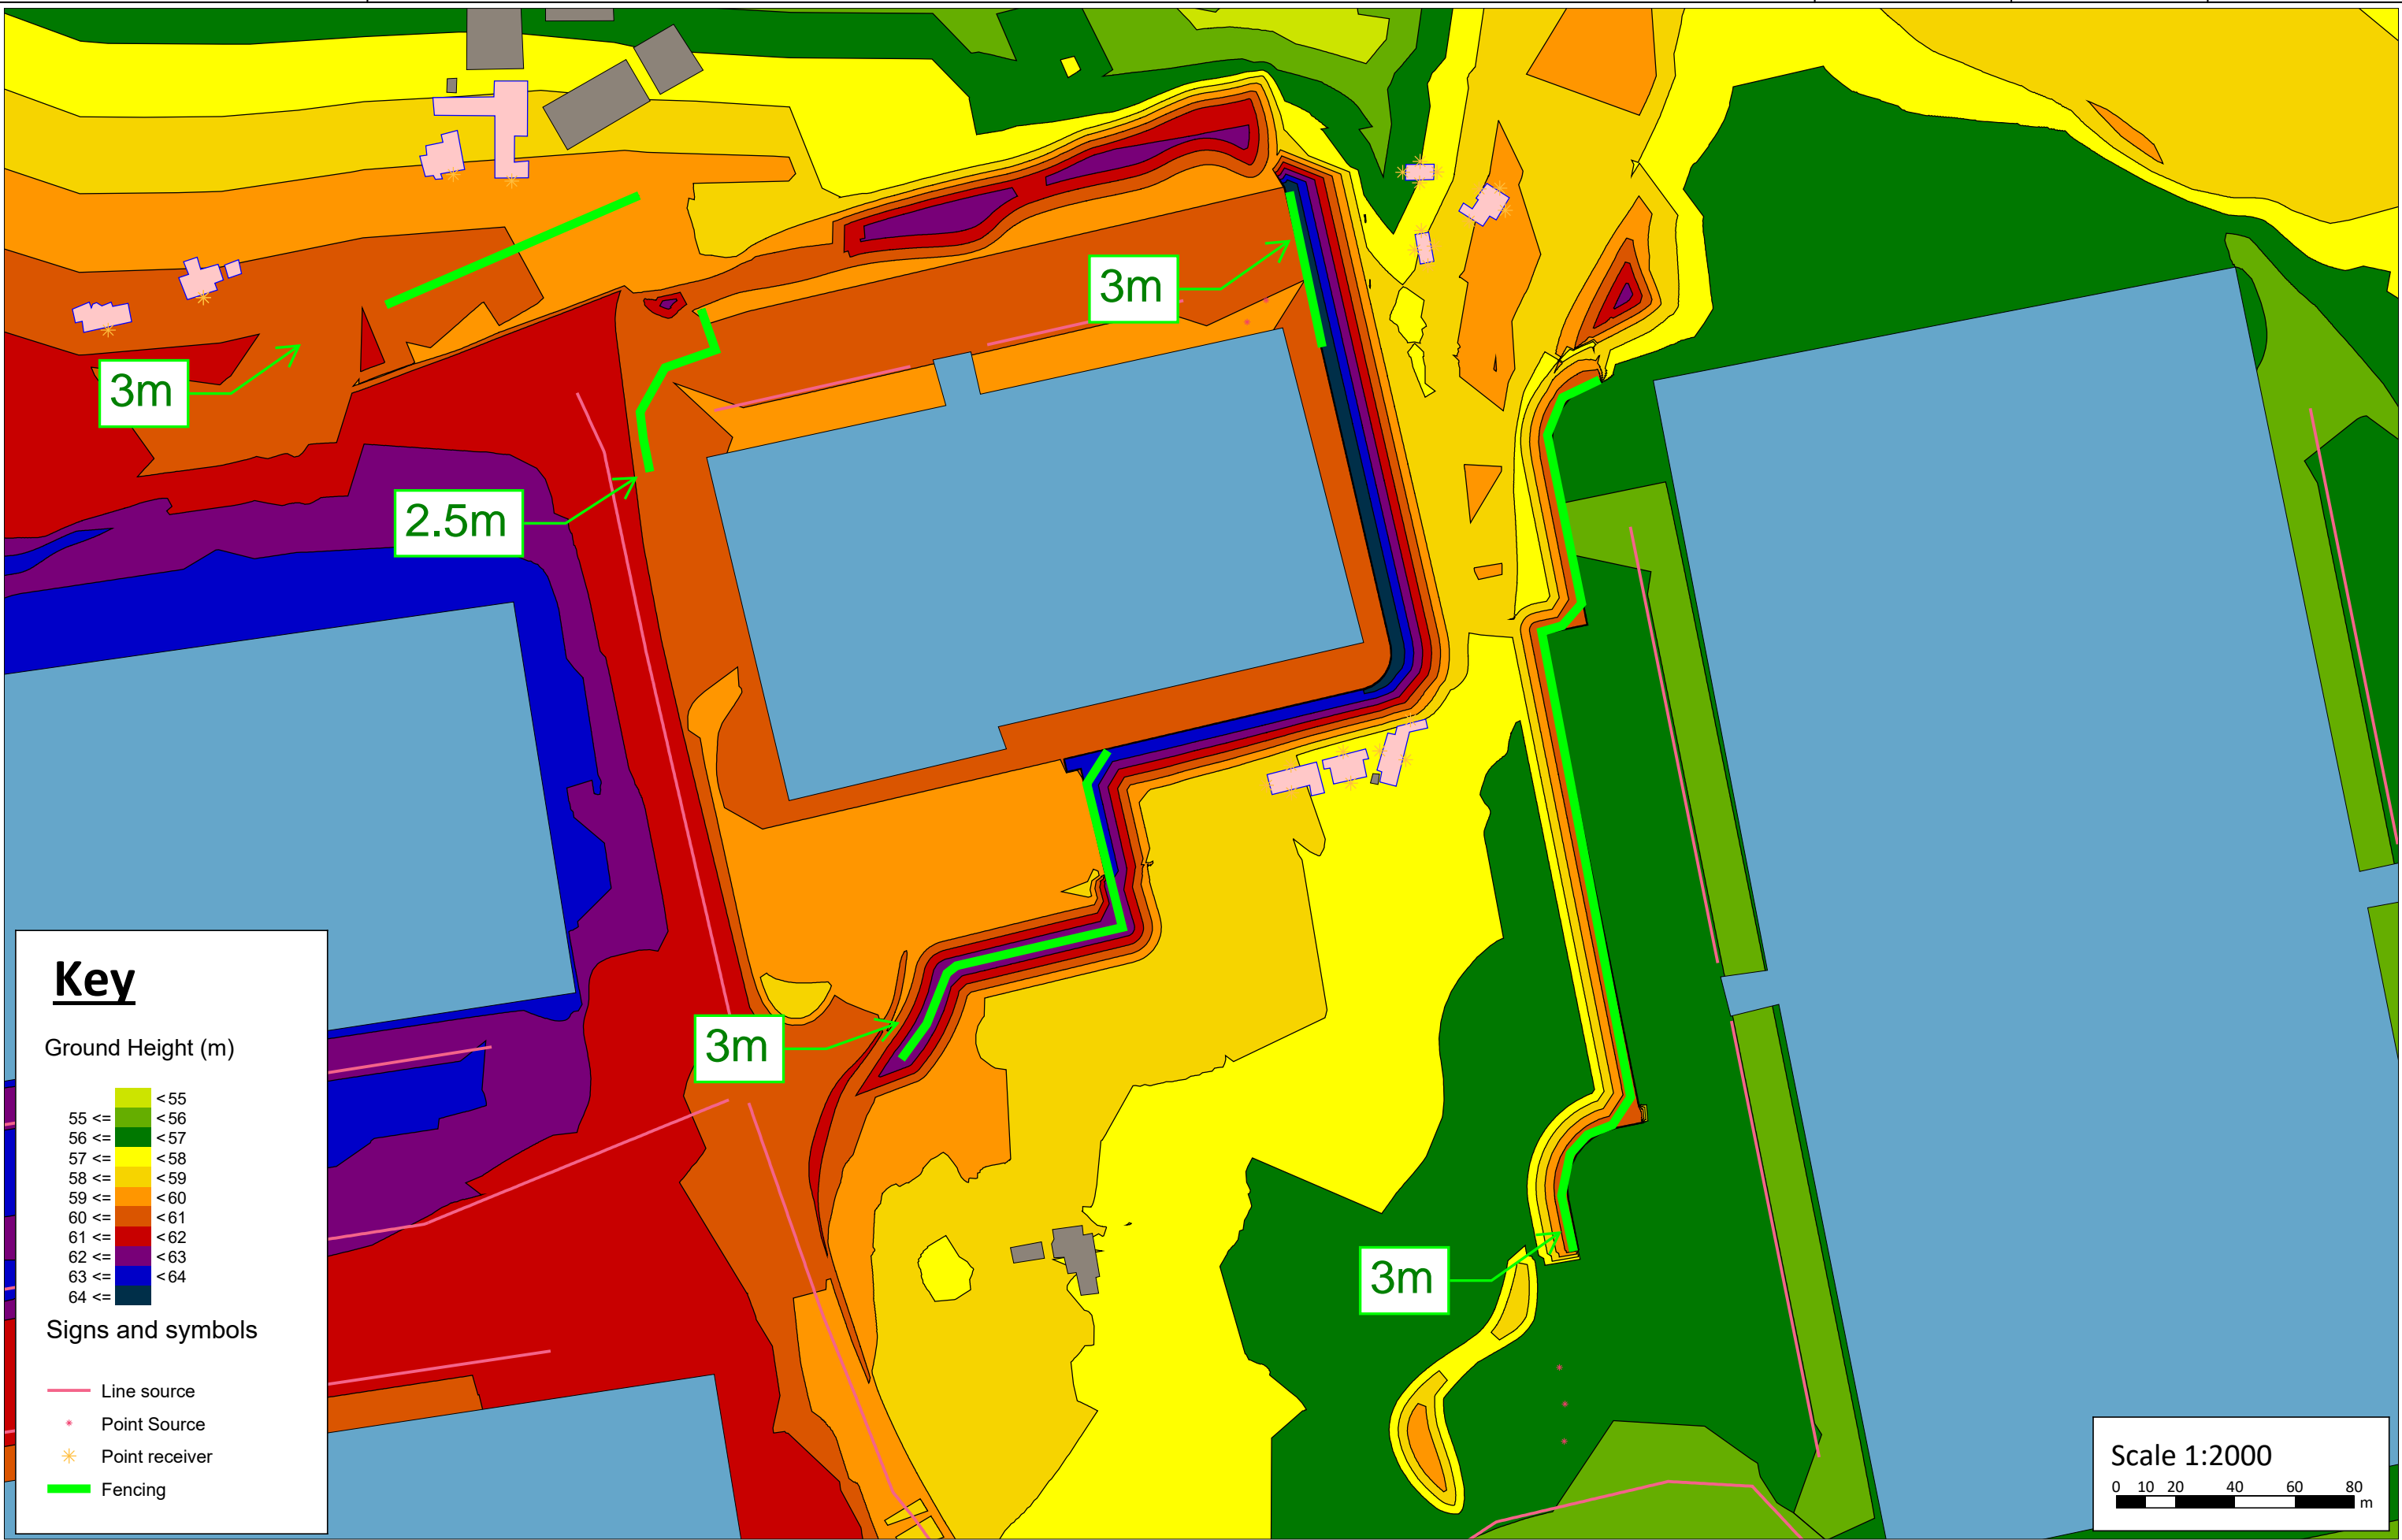 3m
3m
2.5m
3m
3m
Key
Ground Height (m)
< 55
55 <= < 56
56 <= < 57
57 <= < 58
58 <= < 59
59 <= < 60
60 <= < 61
61 <= < 62
62 <= < 63
63 <= < 64
64 <=
Signs and symbols
Line source
Point Source
Point receiver
Fencing
Scale 1:2000
0 10 20 40 60 80
m